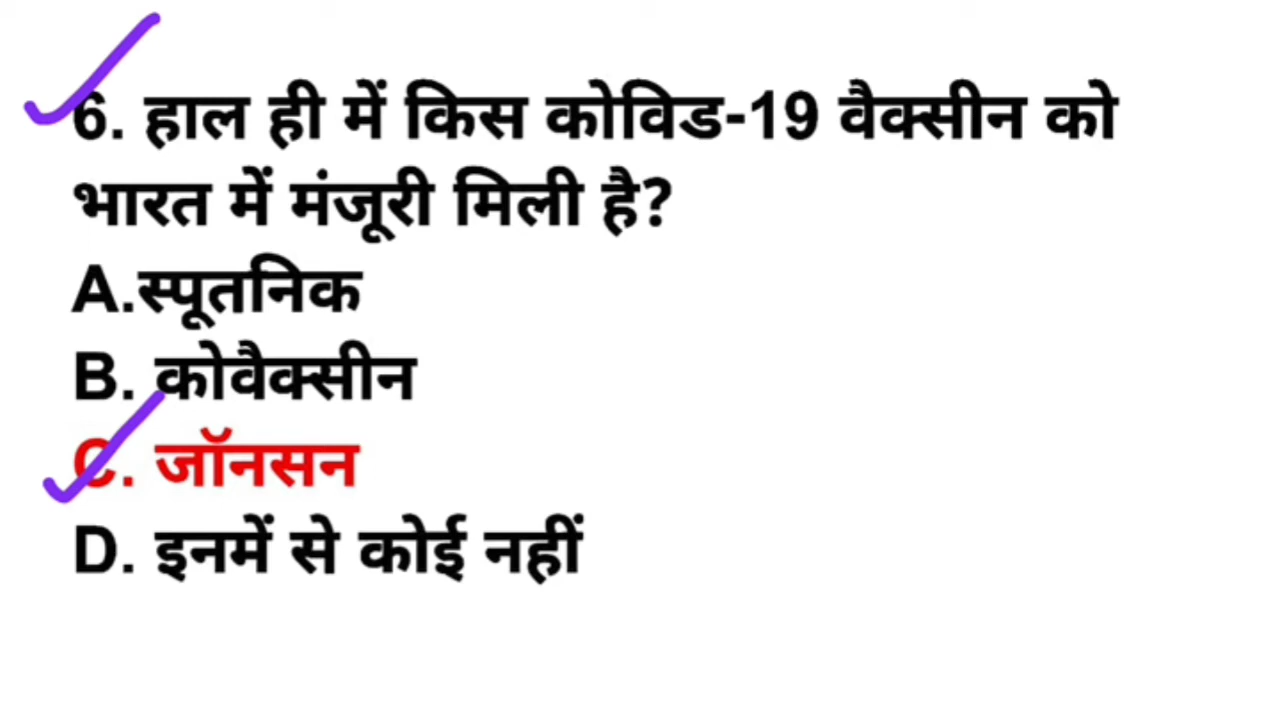 6. हाल ही में किस कोविड-19 वैक्सीन को
भारत में मंजूरी मिली है?
A.स्पूतनिक
B. कोवैक्सीन
C. जॉनसन
D. इनमें से कोई नहीं